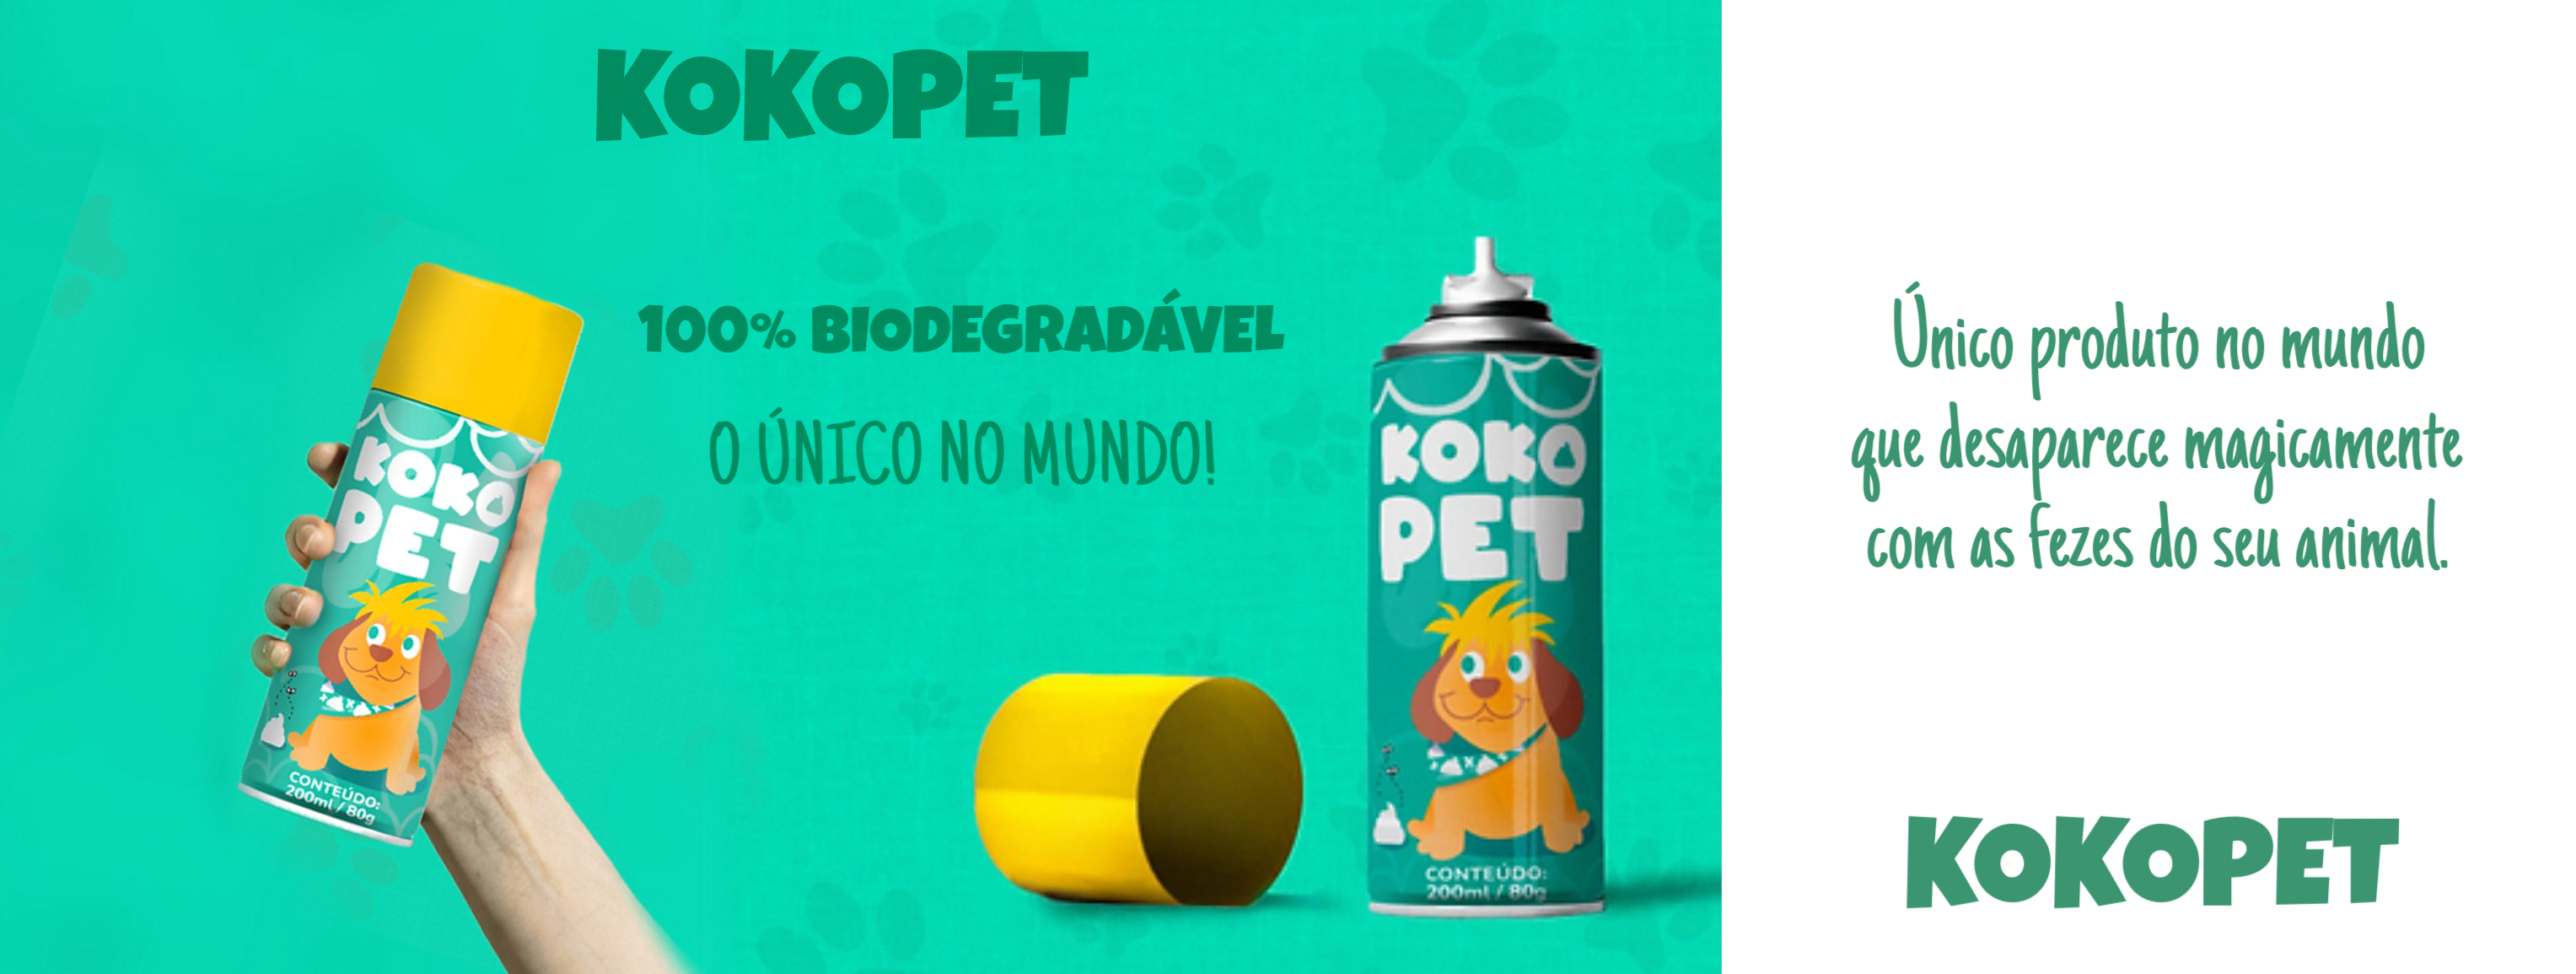 KOKOPET
100% BIODEGRADÁVEL
O ÚNICO NO MUNDO!
KOKO
PET
CONTEÚDO:
200ml / 80g
KOKO
PET
CONTEÚDO:
200ml / 80g
Único produto no mundo
que desaparece magicamente
com as fezes do seu animal.
KOKOPET